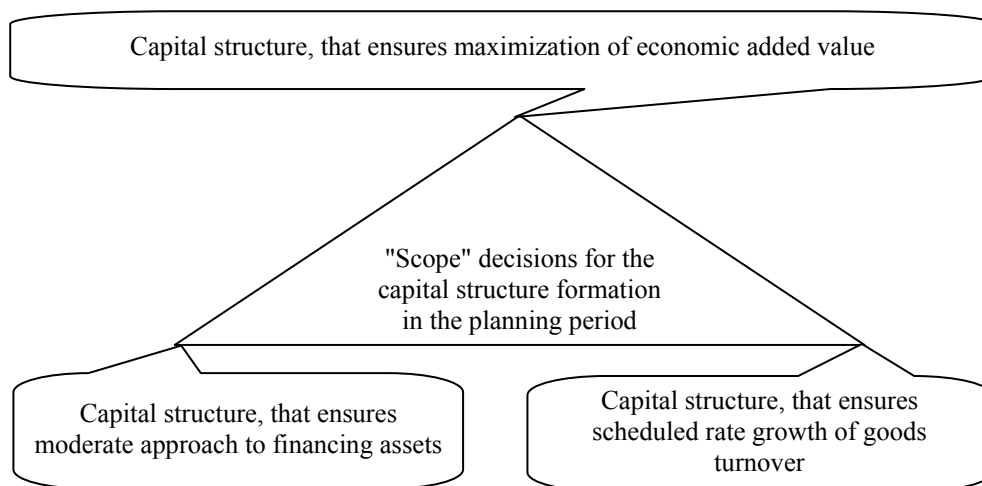 Capital structure, that ensures maximization of economic added value
"Scope" decisions for the
capital structure formation
in the planning period
Capital structure, that ensures
moderate approach to financing assets
Capital structure, that ensures
scheduled rate growth of goods
turnover